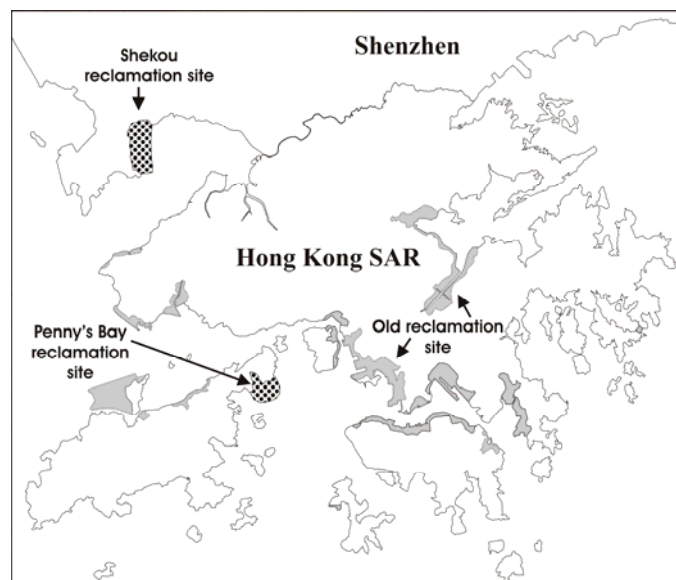 Shenzhen
Shekou
reclamation site
Hong Kong SAR
Penny's Bay
reclamation
site
Old reclamation
site